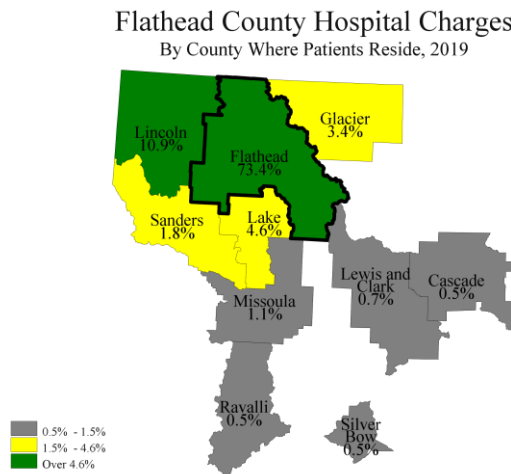 Flathead County Hospital Charges
By County Where Patients Reside, 2019
Glacier
3.4%
Lincoln
10.9%
Flathead
73.4%
Sanders
1.8%
Lake
4.6%
Lewis and
Clark
0.7%
Cascade
0.5%
Missoula
1.1%
Ravalli
0.5%
Silver
Bow
0.5%
0.5% - 1.5%
1.5% - 4.6%
Over 4.6%